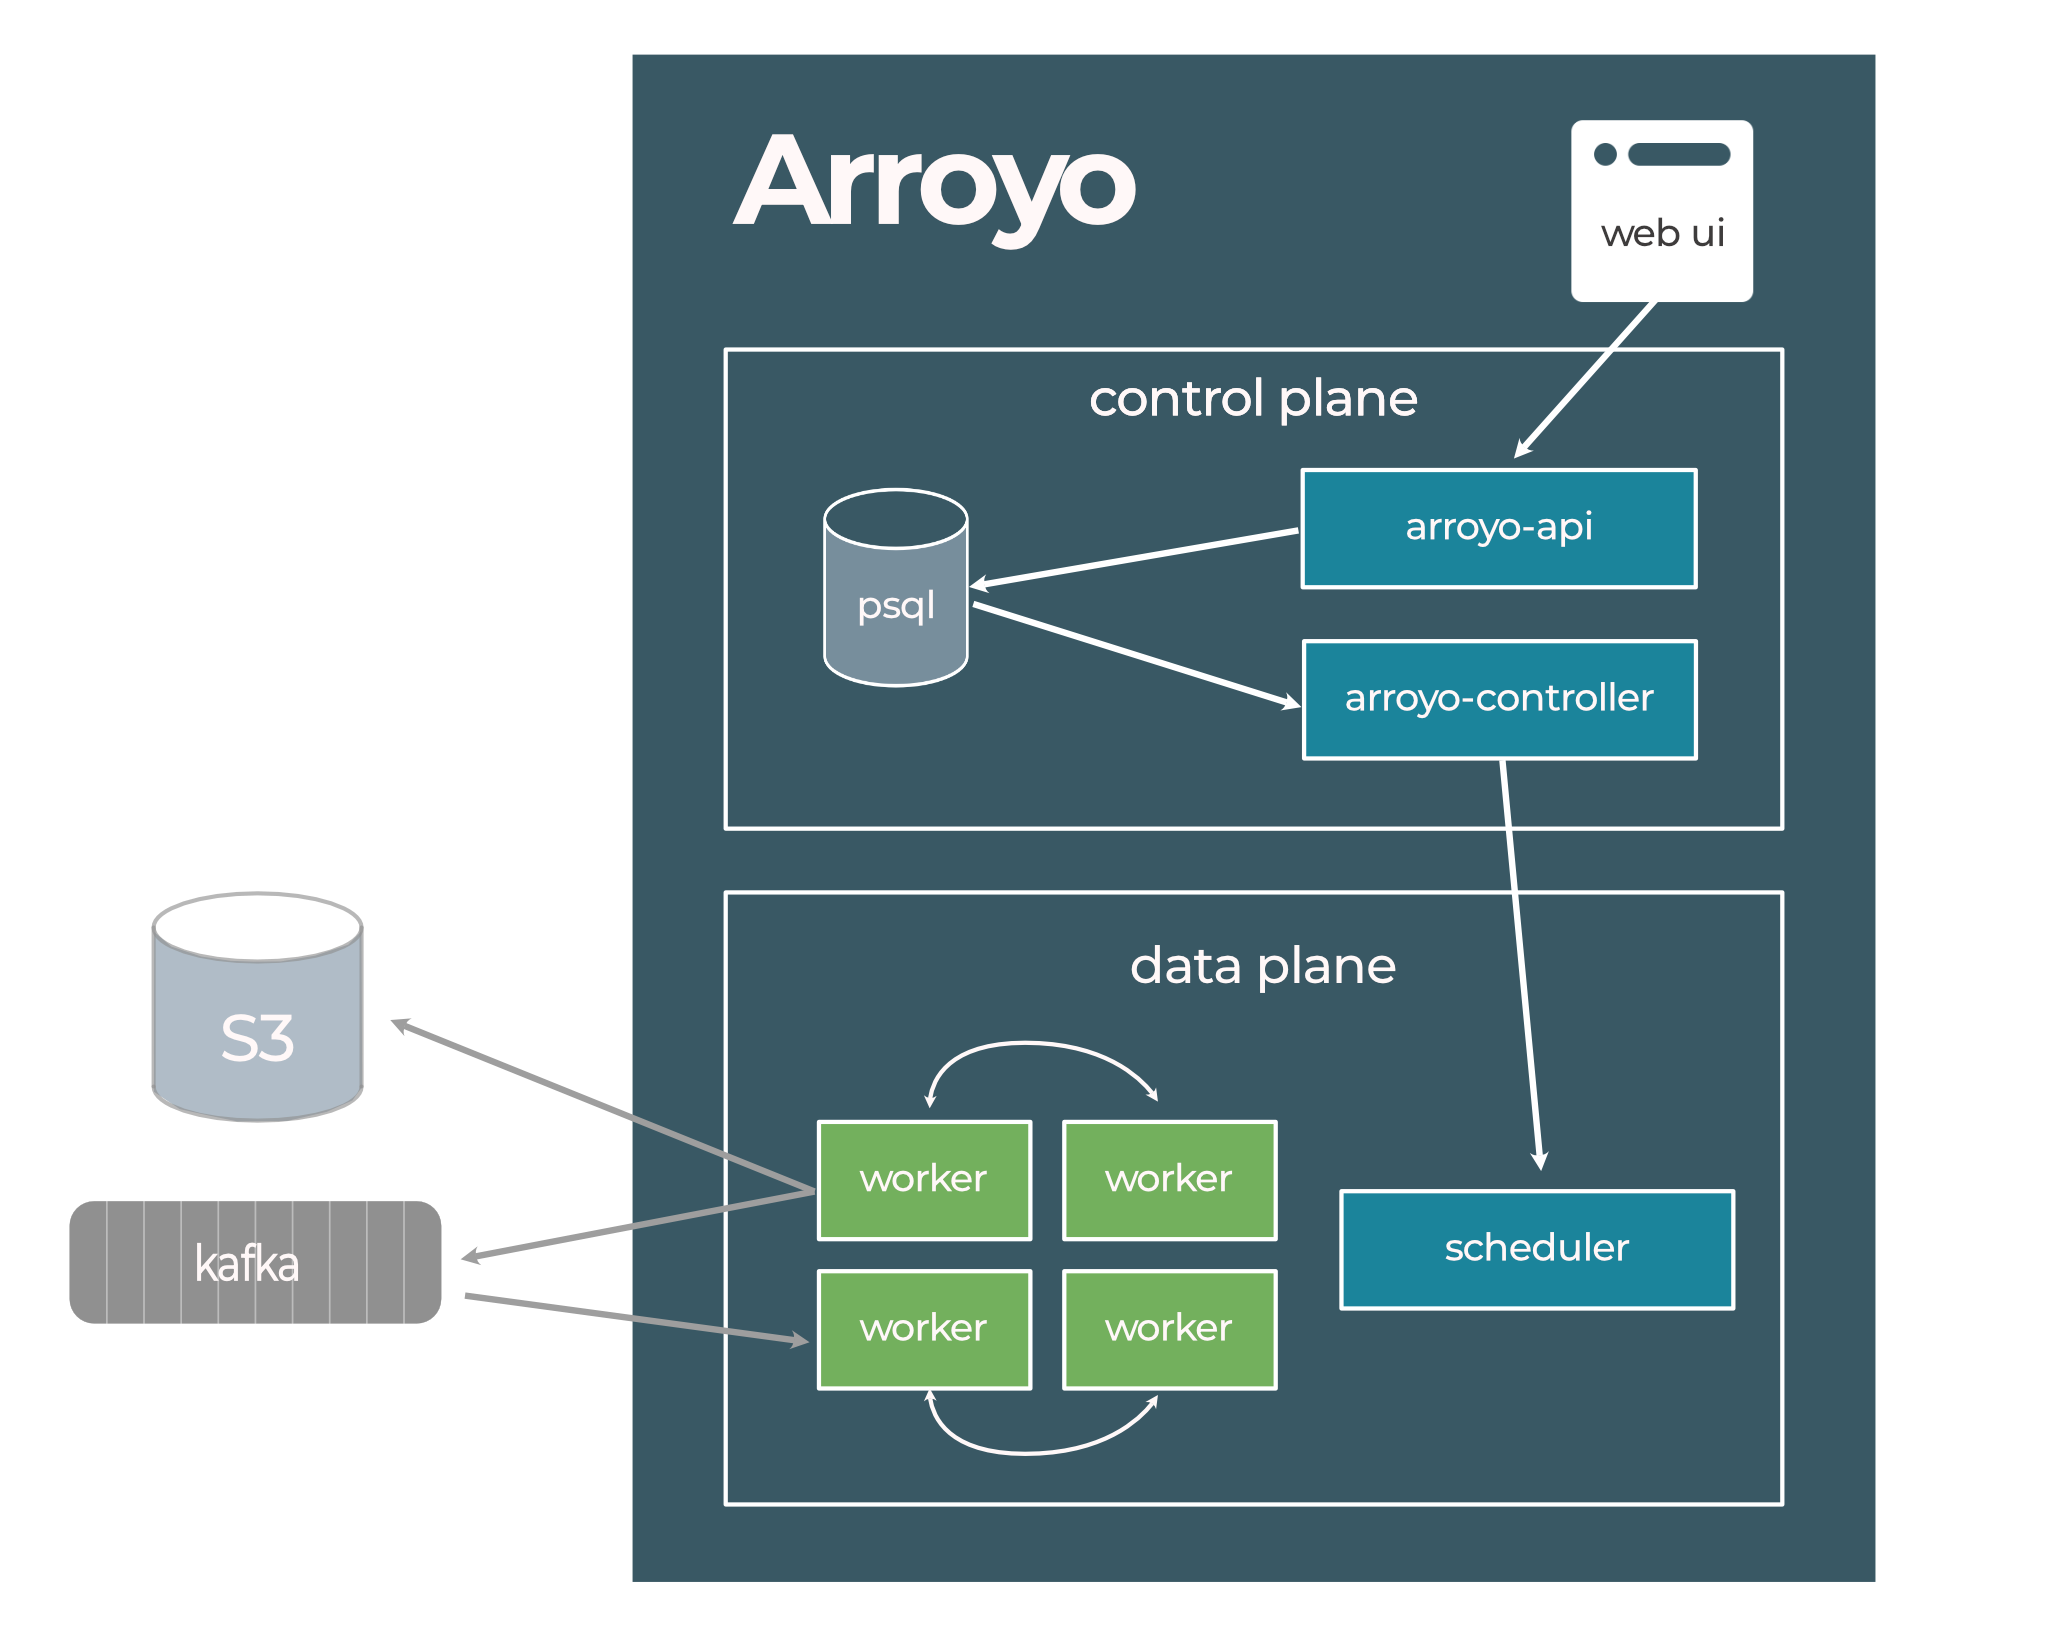 Arroyo
web ui
control plane
arroyo-api
psql
arroyo-controller
data plane
S3
worker
worker
scheduler
kafka
worker
worker